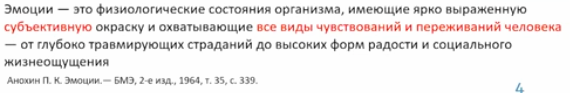 Эмоции — это физиологические состояния организма, имеющие ярко выраженную
субъективную окраску и охватывающие все виды чувствований и переживаний человека
— от глубоко травмирующих страданий до высоких форм радости и социального
жизнеощущения
Анохин П. К. Эмоции.— БМЭ, 2-е изд., 1964, т. 35, с. 339.
4